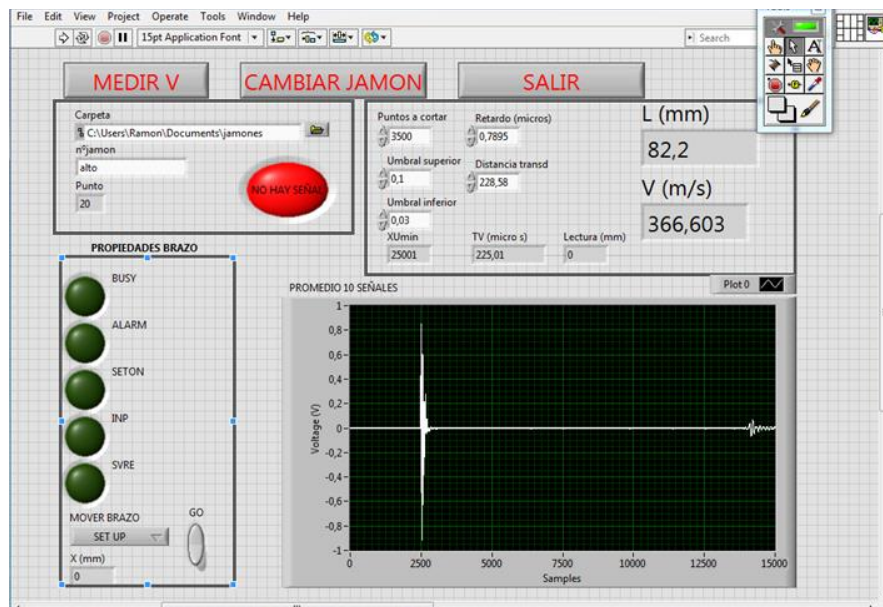 File Edit View Project Operate Tools Window Help
15pt Application Font
Search
MEDIR V
CAMBIAR JAMON
SALIR
Carpeta
C:\Users\Ramon\Documents\jamones
nºjamon
alto
Punto
20
NO HAY SEÑAL
Puntos a cortar
3500
Retardo (micros)
0,7895
Umbral superior
0,1
Distancia transd
228,58
Umbral inferior
0,03
XUmin
25001
TV (micro s)
225,01
Lectura (mm)
0
L (mm)
82,2
V (m/s)
366,603
PROPIEDADES BRAZO
BUSY
ALARM
SETON
INP
SVRE
MOVER BRAZO
SET UP
GO
X (mm)
0
PROMEDIO 10 SEÑALES
Plot 0
Voltage (V)
1
0,8
0,6
0,4
0,2
0
-0,2
-0,4
-0,6
-0,8
-1
0 2500 5000 7500 10000 12500 15000
Samples